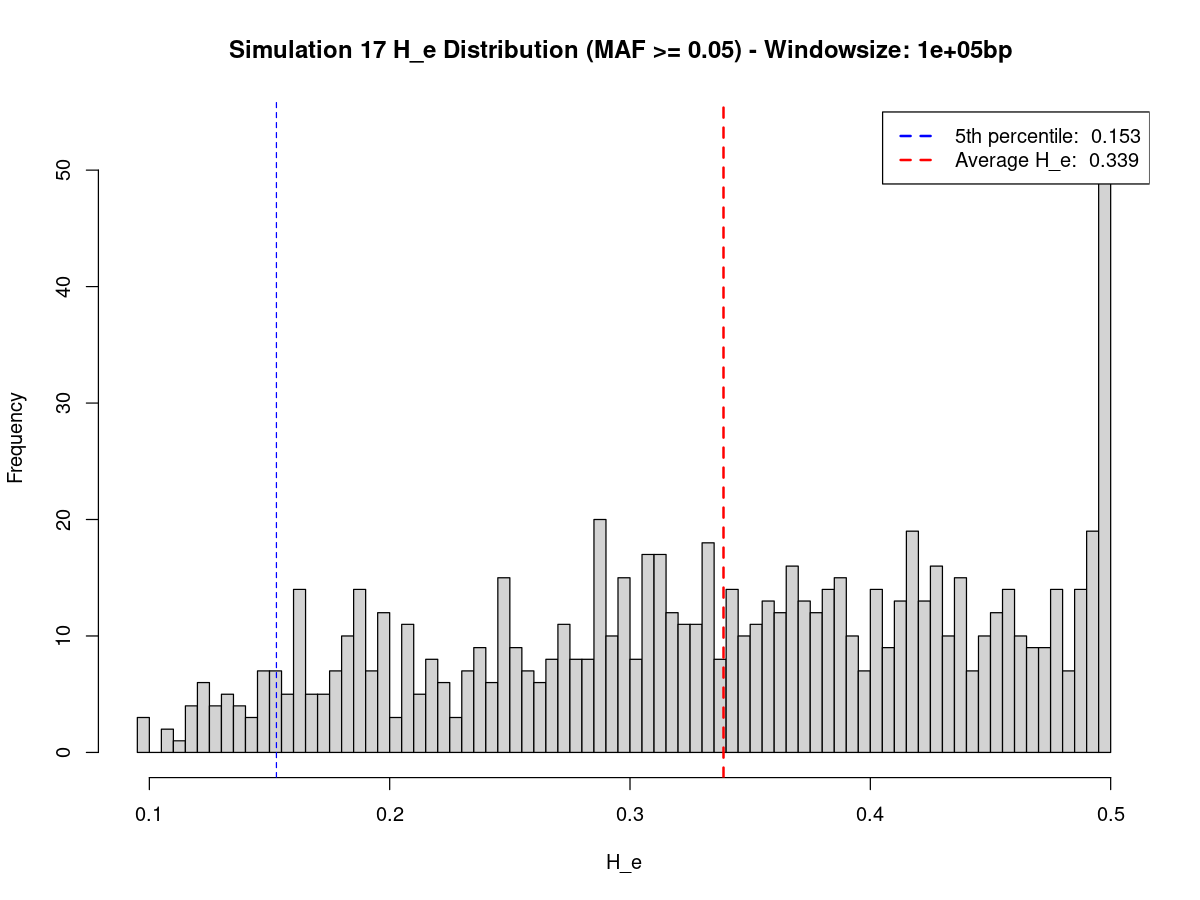 Simulation 17 H_e Distribution (MAF >= 0.05) - Windowsize: 1e+05bp
5th percentile: 0.153
Average H_e: 0.339
Frequency
50
40
30
20
10
0
0.1 0.2 0.3 0.4 0.5
H_e